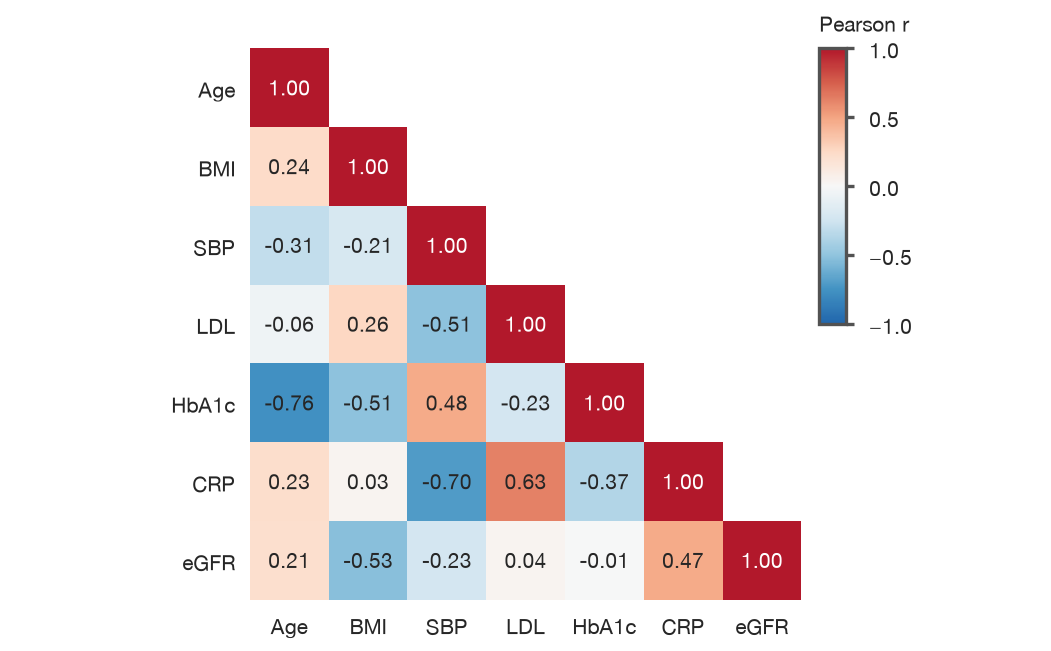 Pearson r
1.0
0.5
0.0
−0.5
−1.0
Age 1.00
BMI 0.24 1.00
SBP -0.31 -0.21 1.00
LDL -0.06 0.26 -0.51 1.00
HbA1c -0.76 -0.51 0.48 -0.23 1.00
CRP 0.23 0.03 -0.70 0.63 -0.37 1.00
eGFR 0.21 -0.53 -0.23 0.04 -0.01 0.47 1.00
Age BMI SBP LDL HbA1c CRP eGFR